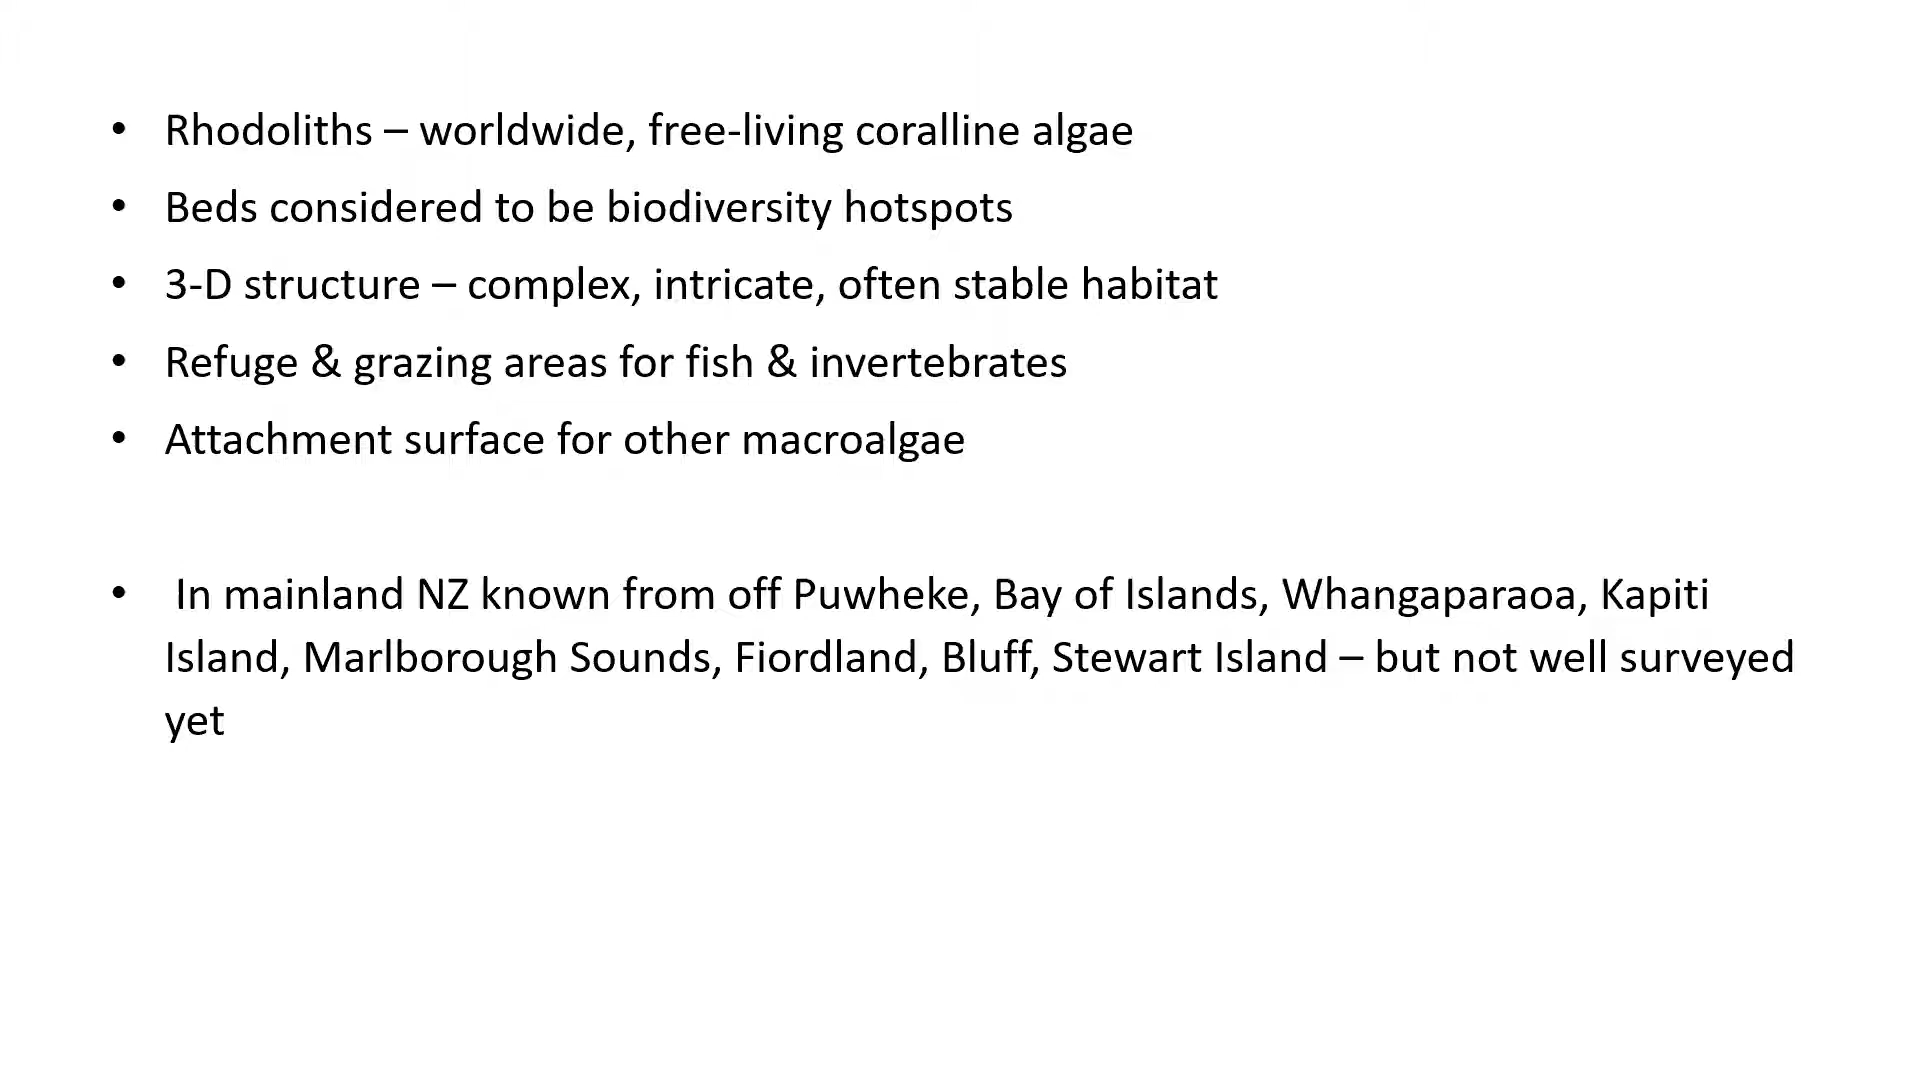 • Rhodoliths – worldwide, free-living coralline algae
• Beds considered to be biodiversity hotspots
• 3-D structure – complex, intricate, often stable habitat
• Refuge & grazing areas for fish & invertebrates
• Attachment surface for other macroalgae
• In mainland NZ known from off Puwheke, Bay of Islands, Whangaparaoa, Kapiti
Island, Marlborough Sounds, Fiordland, Bluff, Stewart Island – but not well surveyed
yet